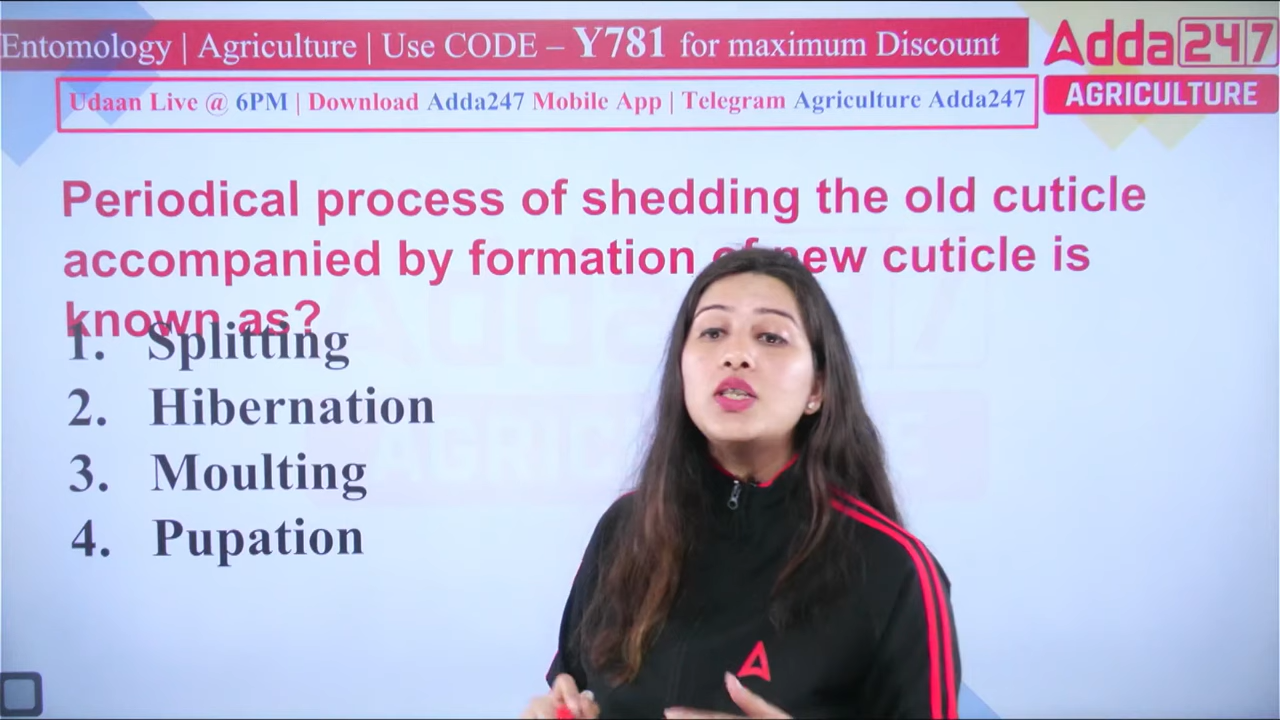 Entomology | Agriculture | Use CODE – Y781 for maximum Discount
Adda247
AGRICULTURE
Udaan Live @ 6PM | Download Adda247 Mobile App | Telegram Agriculture Adda247
Periodical process of shedding the old cuticle
accompanied by formation of new cuticle is
known as?
1. Splitting
2. Hibernation
3. Moulting
4. Pupation